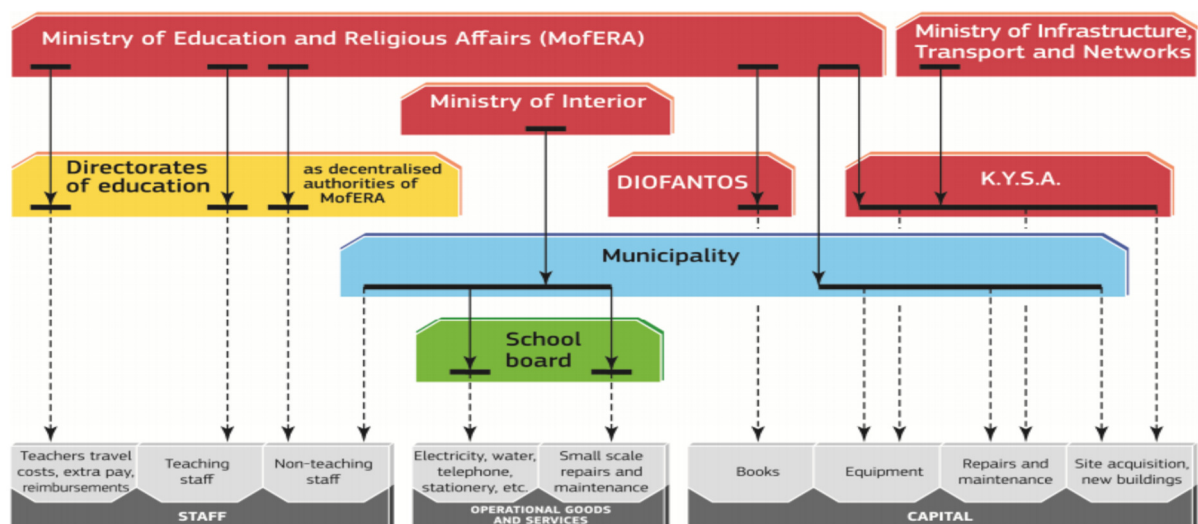 Ministry of Education and Religious Affairs (MofERA)
Ministry of Infrastructure,
Transport and Networks
Ministry of Interior
Directorates
of education
as decentralised
authorities of
MofERA
DIOFANTOS
K.Y.S.A.
Municipality
School
board
Teachers travel
costs, extra pay,
reimbursements
Teaching
staff
Non-teaching
staff
Electricity, water,
telephone,
stationery, etc.
Small scale
repairs and
maintenance
Books
Equipment
Repairs and
maintenance
Site acquisition,
new buildings
STAFF
OPERATIONAL GOODS
AND SERVICES
CAPITAL